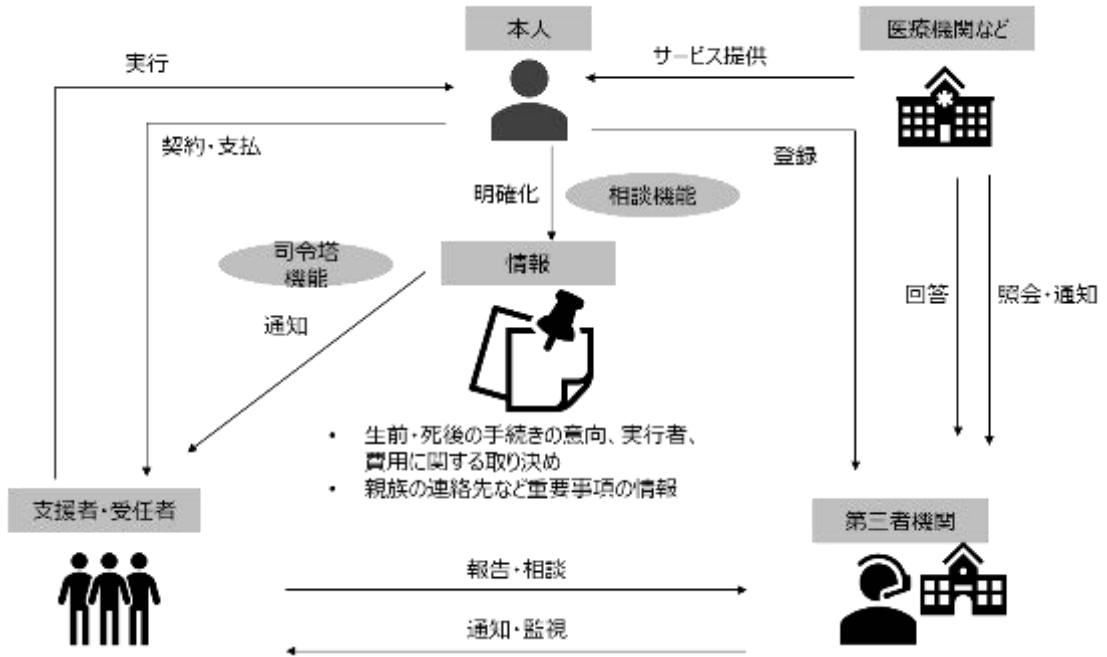 本人
医療機関など
実行
サービス提供
契約・支払
登録
明確化
相談機能
司令塔
機能
情報
通知
回答
照会・通知
• 生前・死後の手続きの意向、実行者、
費用に関する取り決め
• 親族の連絡先など重要事項の情報
支援者・受任者
第三者機関
報告・相談
通知・監視